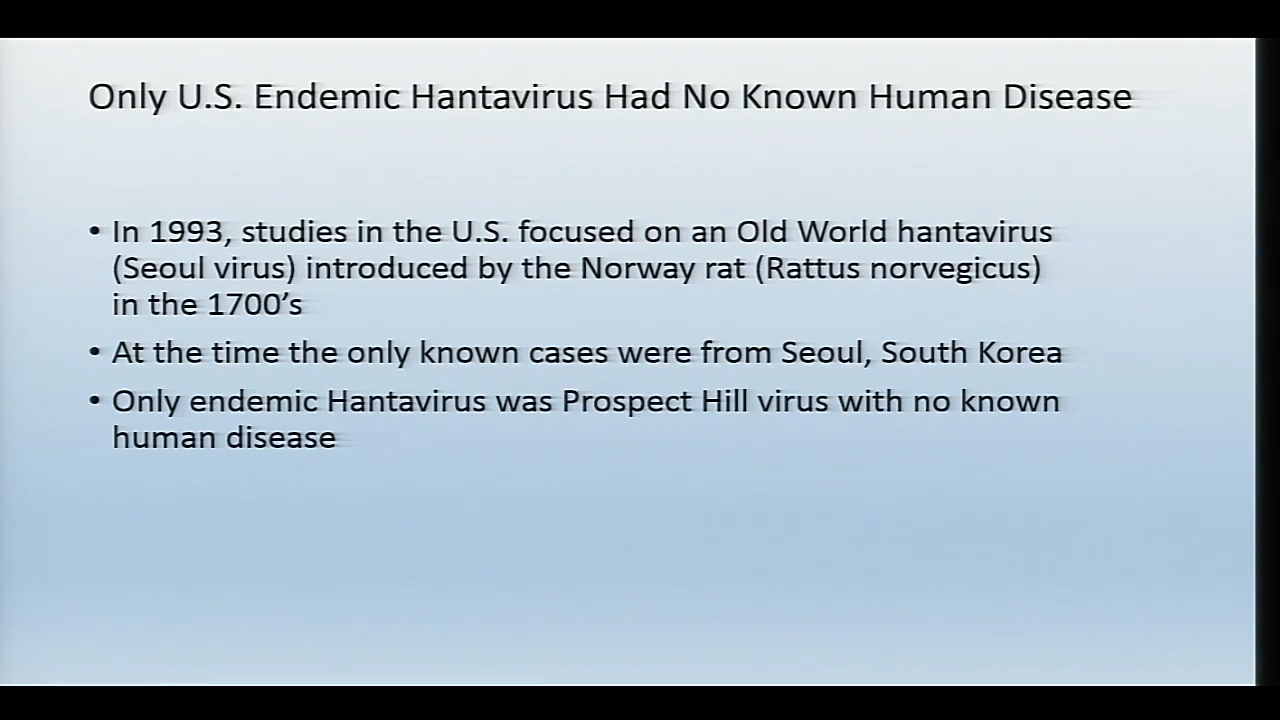 Only U.S. Endemic Hantavirus Had No Known Human Disease
• In 1993, studies in the U.S. focused on an Old World hantavirus
(Seoul virus) introduced by the Norway rat (Rattus norvegicus)
in the 1700’s
• At the time the only known cases were from Seoul, South Korea
• Only endemic Hantavirus was Prospect Hill virus with no known
human disease